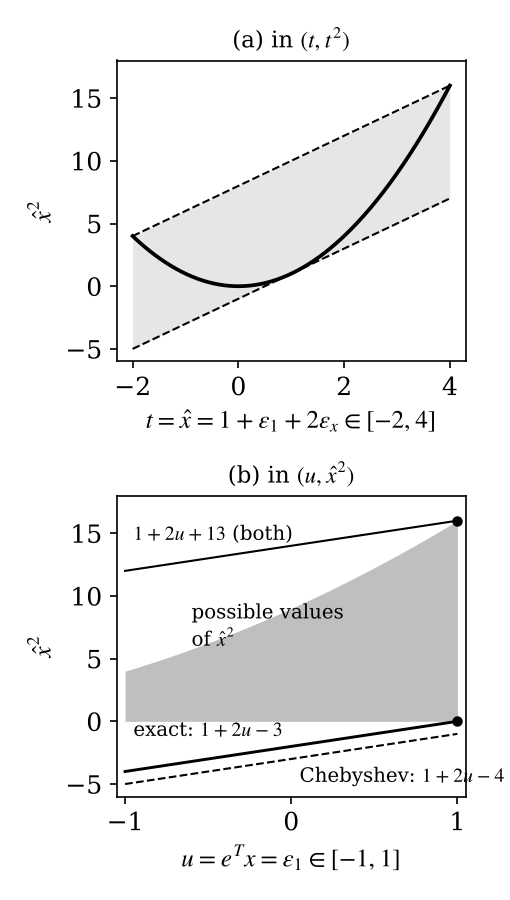 (a) in (t, t²)
15
10
5
0
−5
x̂²
−2 0 2 4
t = x̂ = 1 + ε₁ + 2εₓ ∈ [−2, 4]
(b) in (u, x̂²)
15
10
5
0
−5
x̂²
1 + 2u + 13 (both)
possible values
of x̂²
exact: 1 + 2u − 3
Chebyshev: 1 + 2u − 4
−1 0 1
u = eᵀx = ε₁ ∈ [−1, 1]